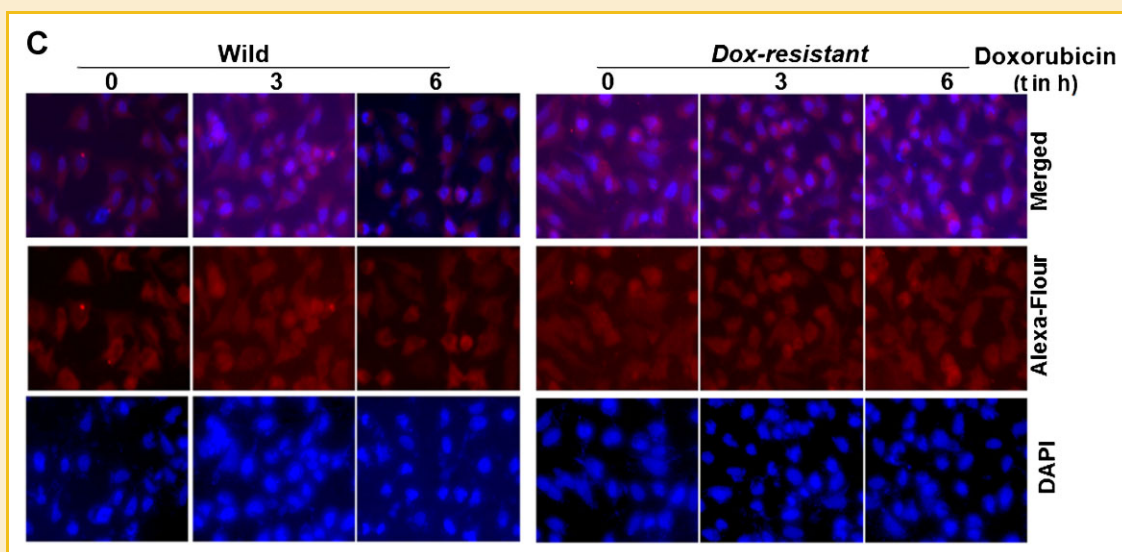 C
Wild
Dox-resistant
Doxorubicin
0 3 6
0 3 6
(t in h)
Merged
Alexa-Flour
DAPI